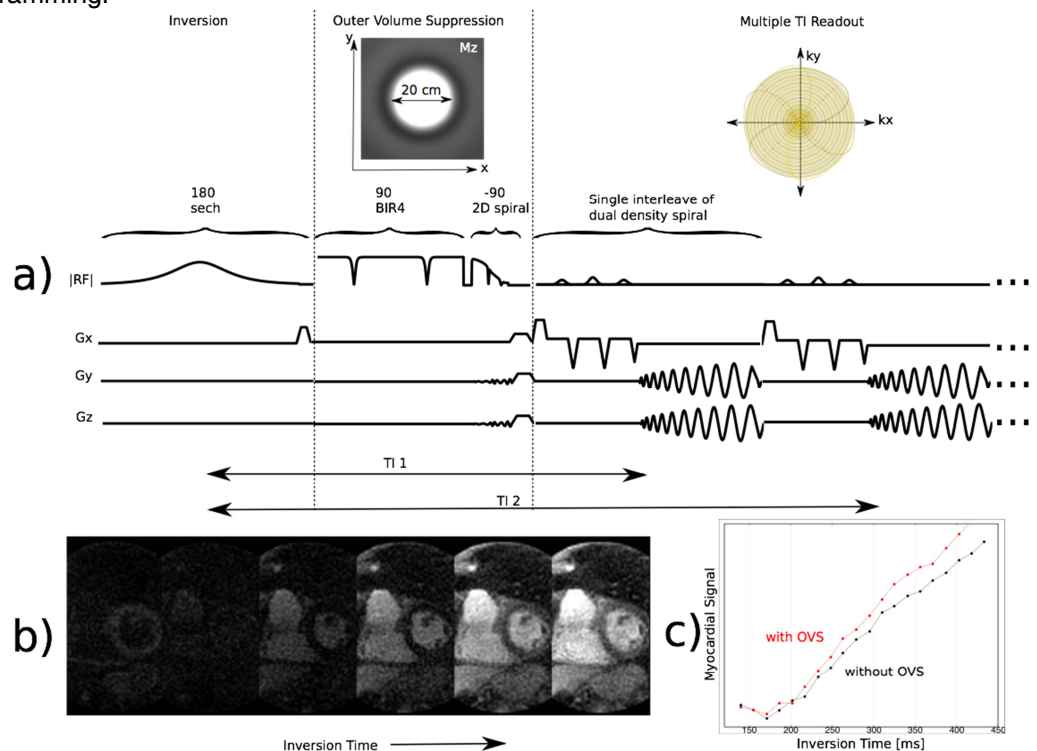 ramming.
Inversion
Outer Volume Suppression
Multiple TI Readout
y
Mz
20 cm
x
ky
kx
180
sech
90
BIR4
-90
2D spiral
Single interleave of
dual density spiral
a)
|RF|
Gx
Gy
Gz
TI 1
TI 2
b)
Inversion Time
c)
Myocardial Signal
with OVS
without OVS
150 200 250 300 350 400 450
Inversion Time [ms]